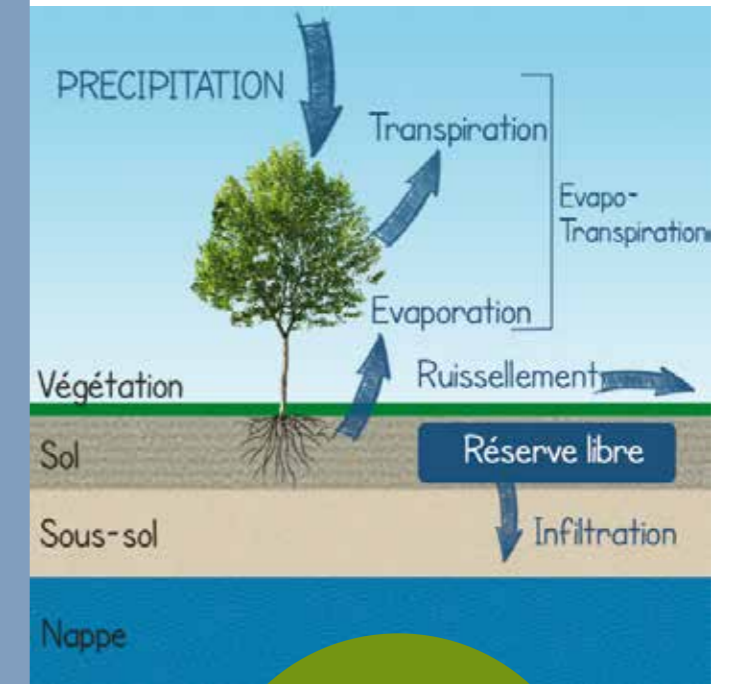 PRECIPITATION
Transpiration
Evapo-
Transpiration
Evaporation
Ruissellement
Végétation
Sol
Réserve libre
Sous-sol
Infiltration
Nappe